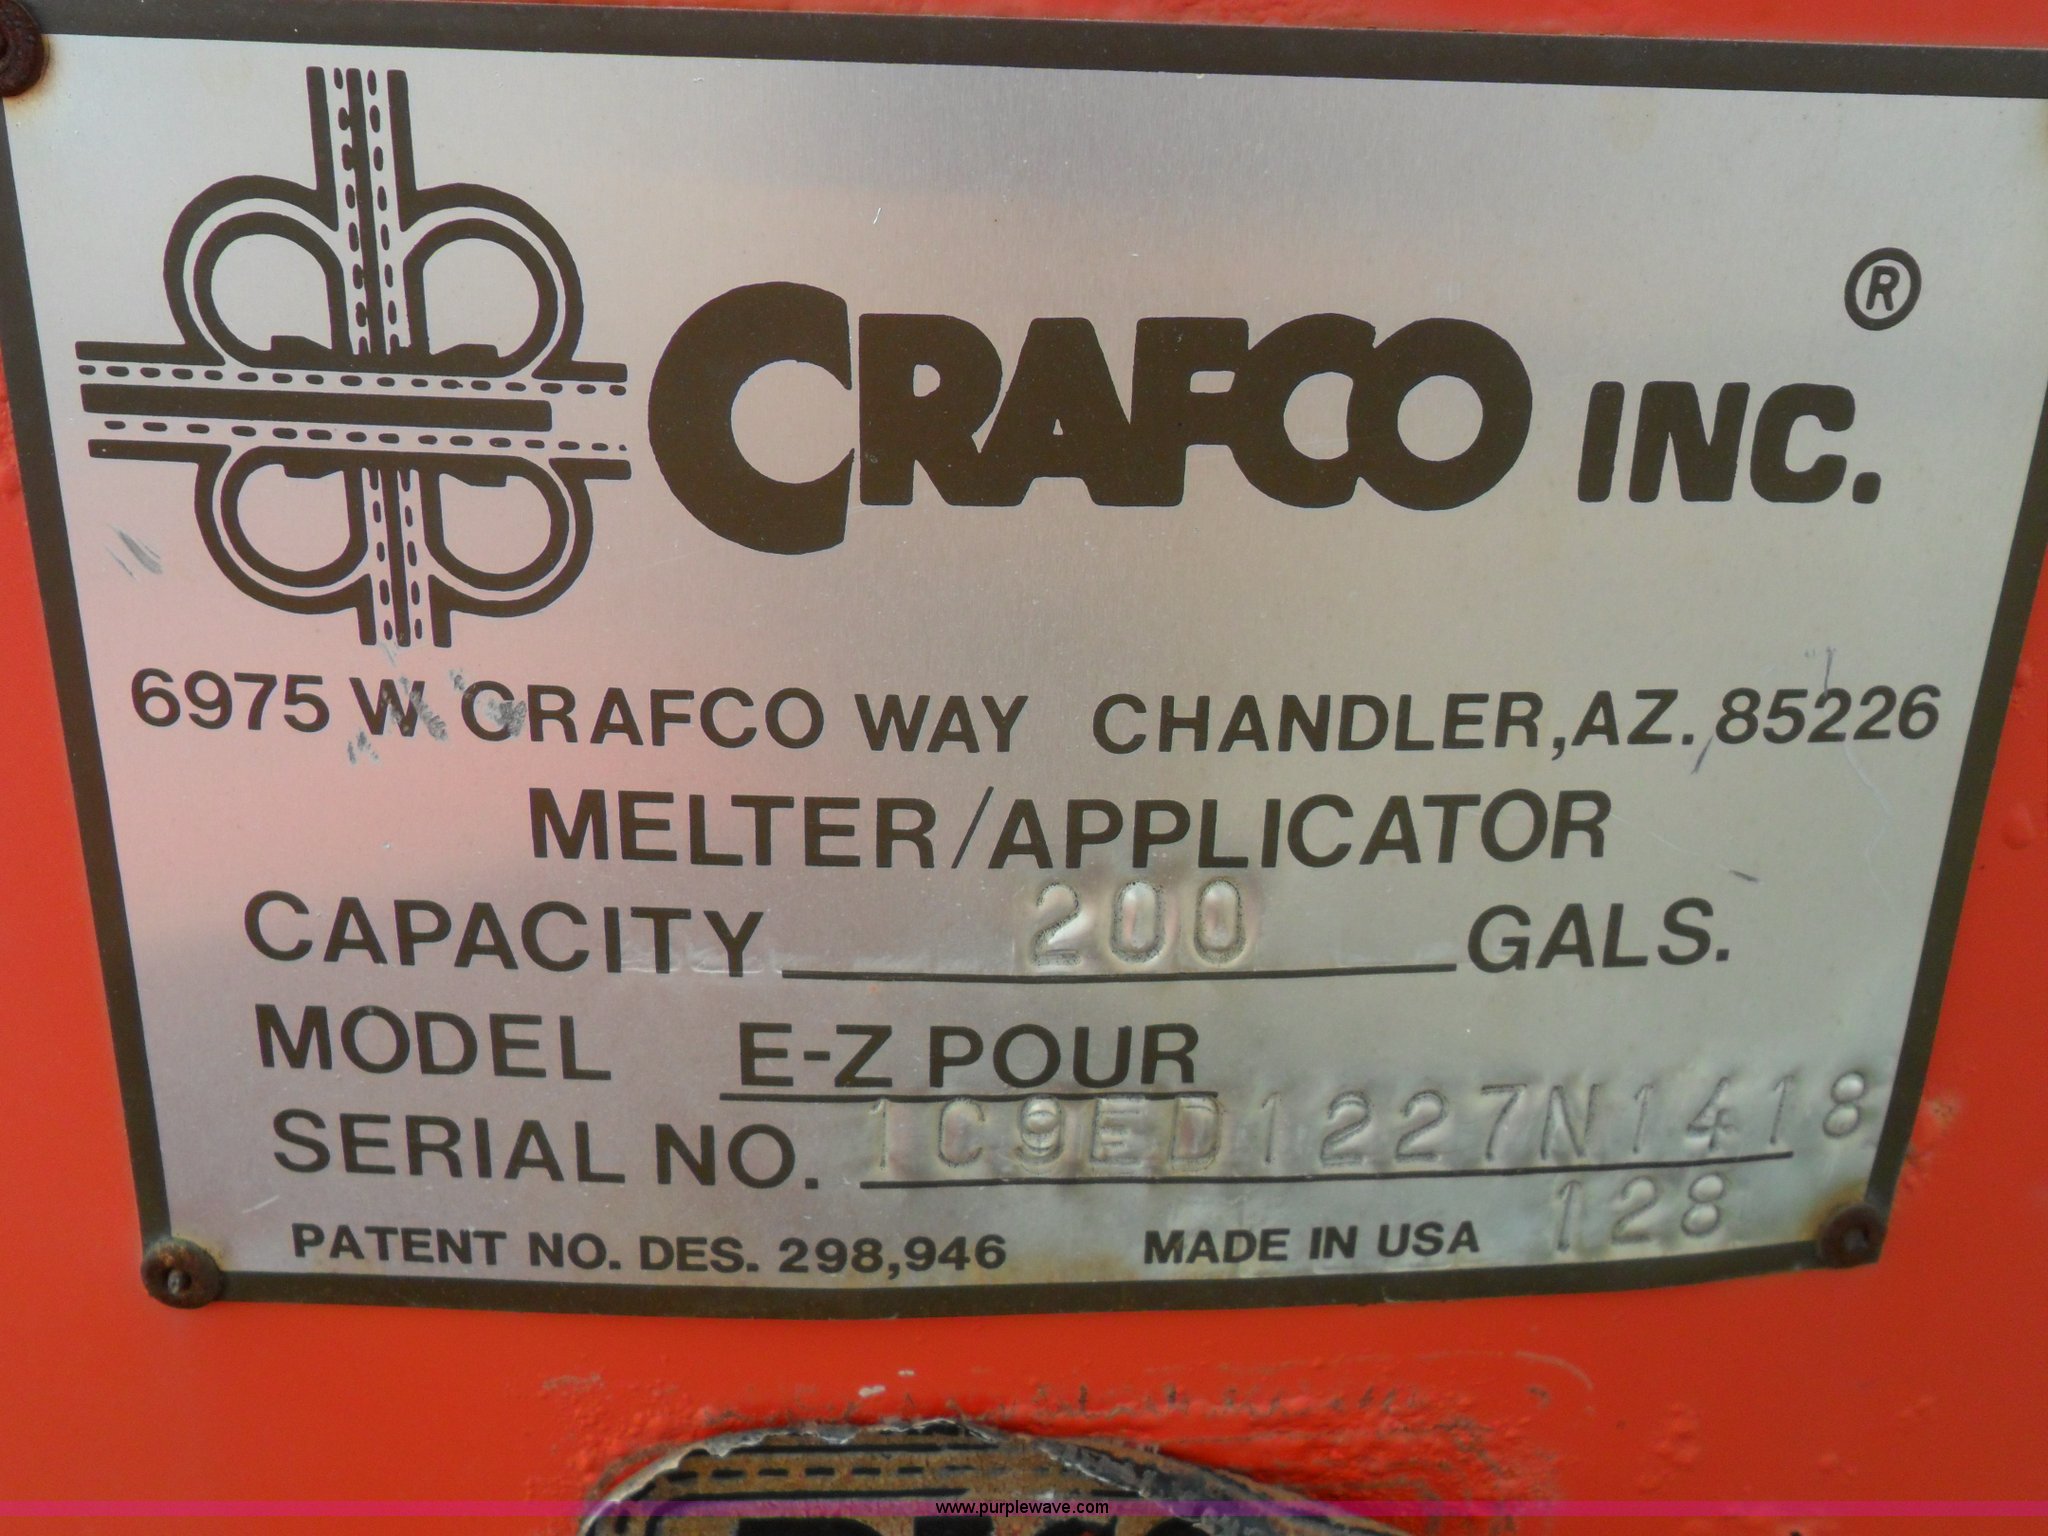 CRAFCO INC. ®
6975 W CRAFCO WAY CHANDLER, AZ. 85226
MELTER/APPLICATOR
CAPACITY 200 GALS.
MODEL E-Z POUR
SERIAL NO. 1C9ED1227N1418
128
PATENT NO. DES. 298,946 MADE IN USA
www.purplewave.com